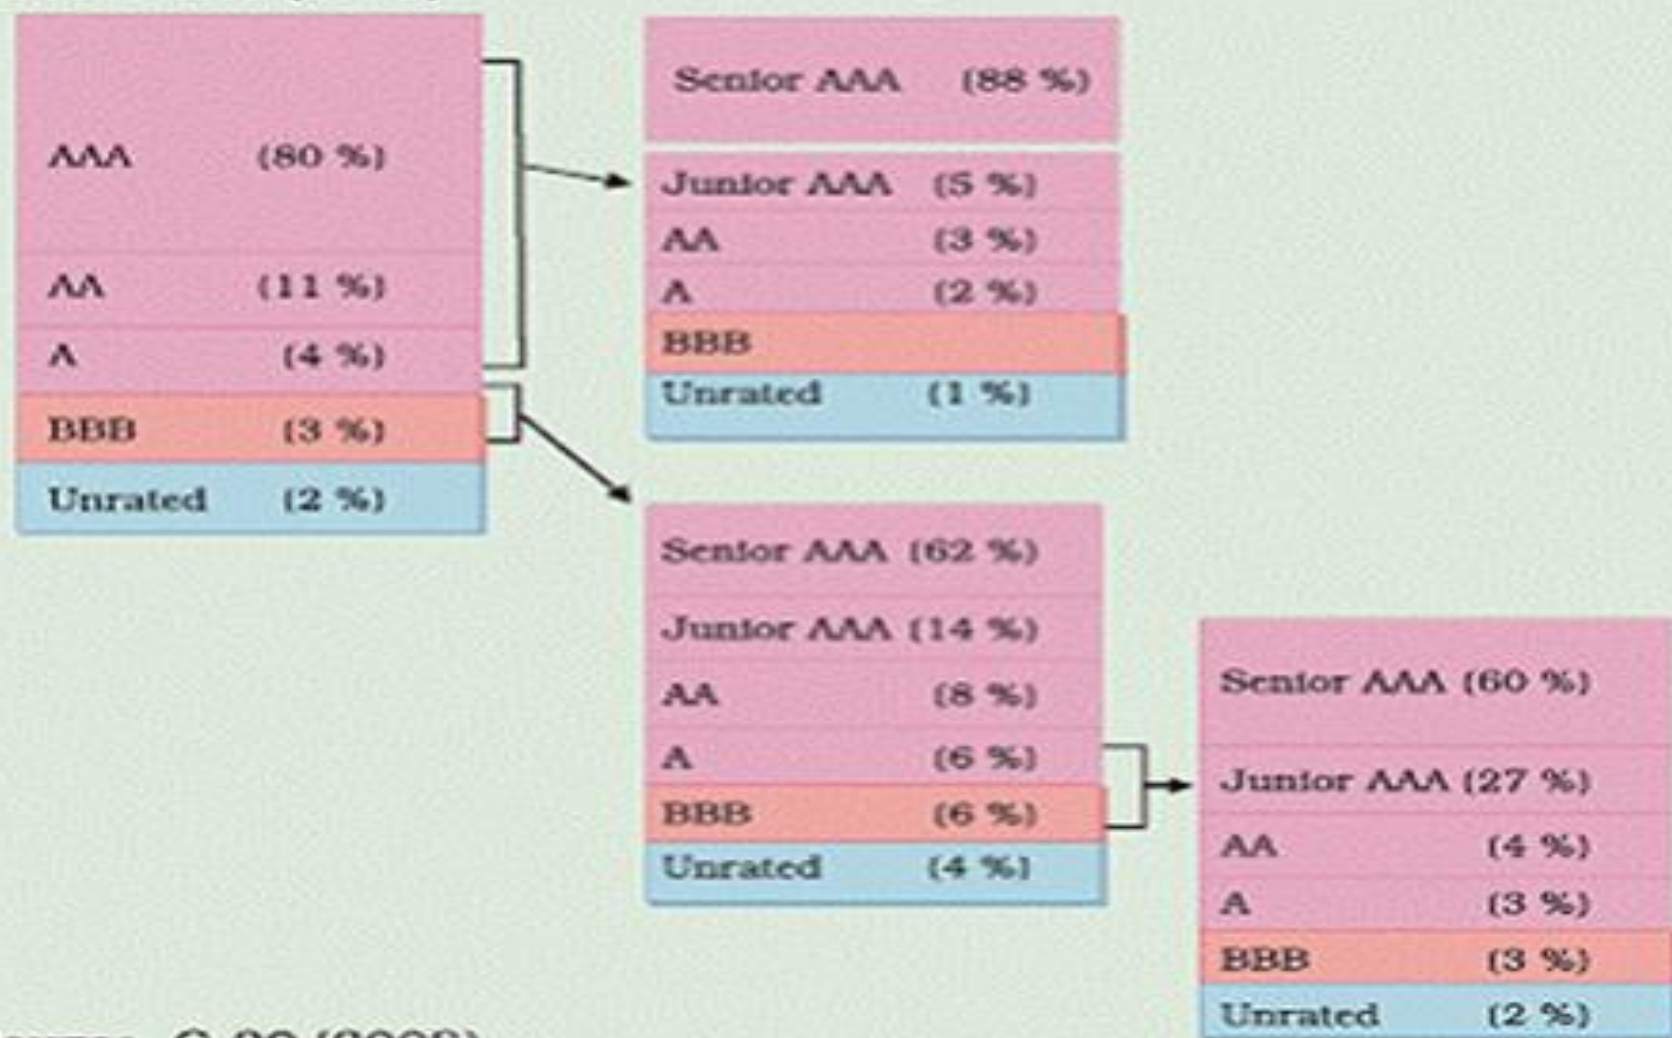 AAA (80 %)
AA (11 %)
A (4 %)
BBB (3 %)
Unrated (2 %)
Senior AAA (88 %)
Junior AAA (5 %)
AA (3 %)
A (2 %)
BBB
Unrated (1 %)
Senior AAA (62 %)
Junior AAA (14 %)
AA (8 %)
A (6 %)
BBB (6 %)
Unrated (4 %)
Senior AAA (60 %)
Junior AAA (27 %)
AA (4 %)
A (3 %)
BBB (3 %)
Unrated (2 %)